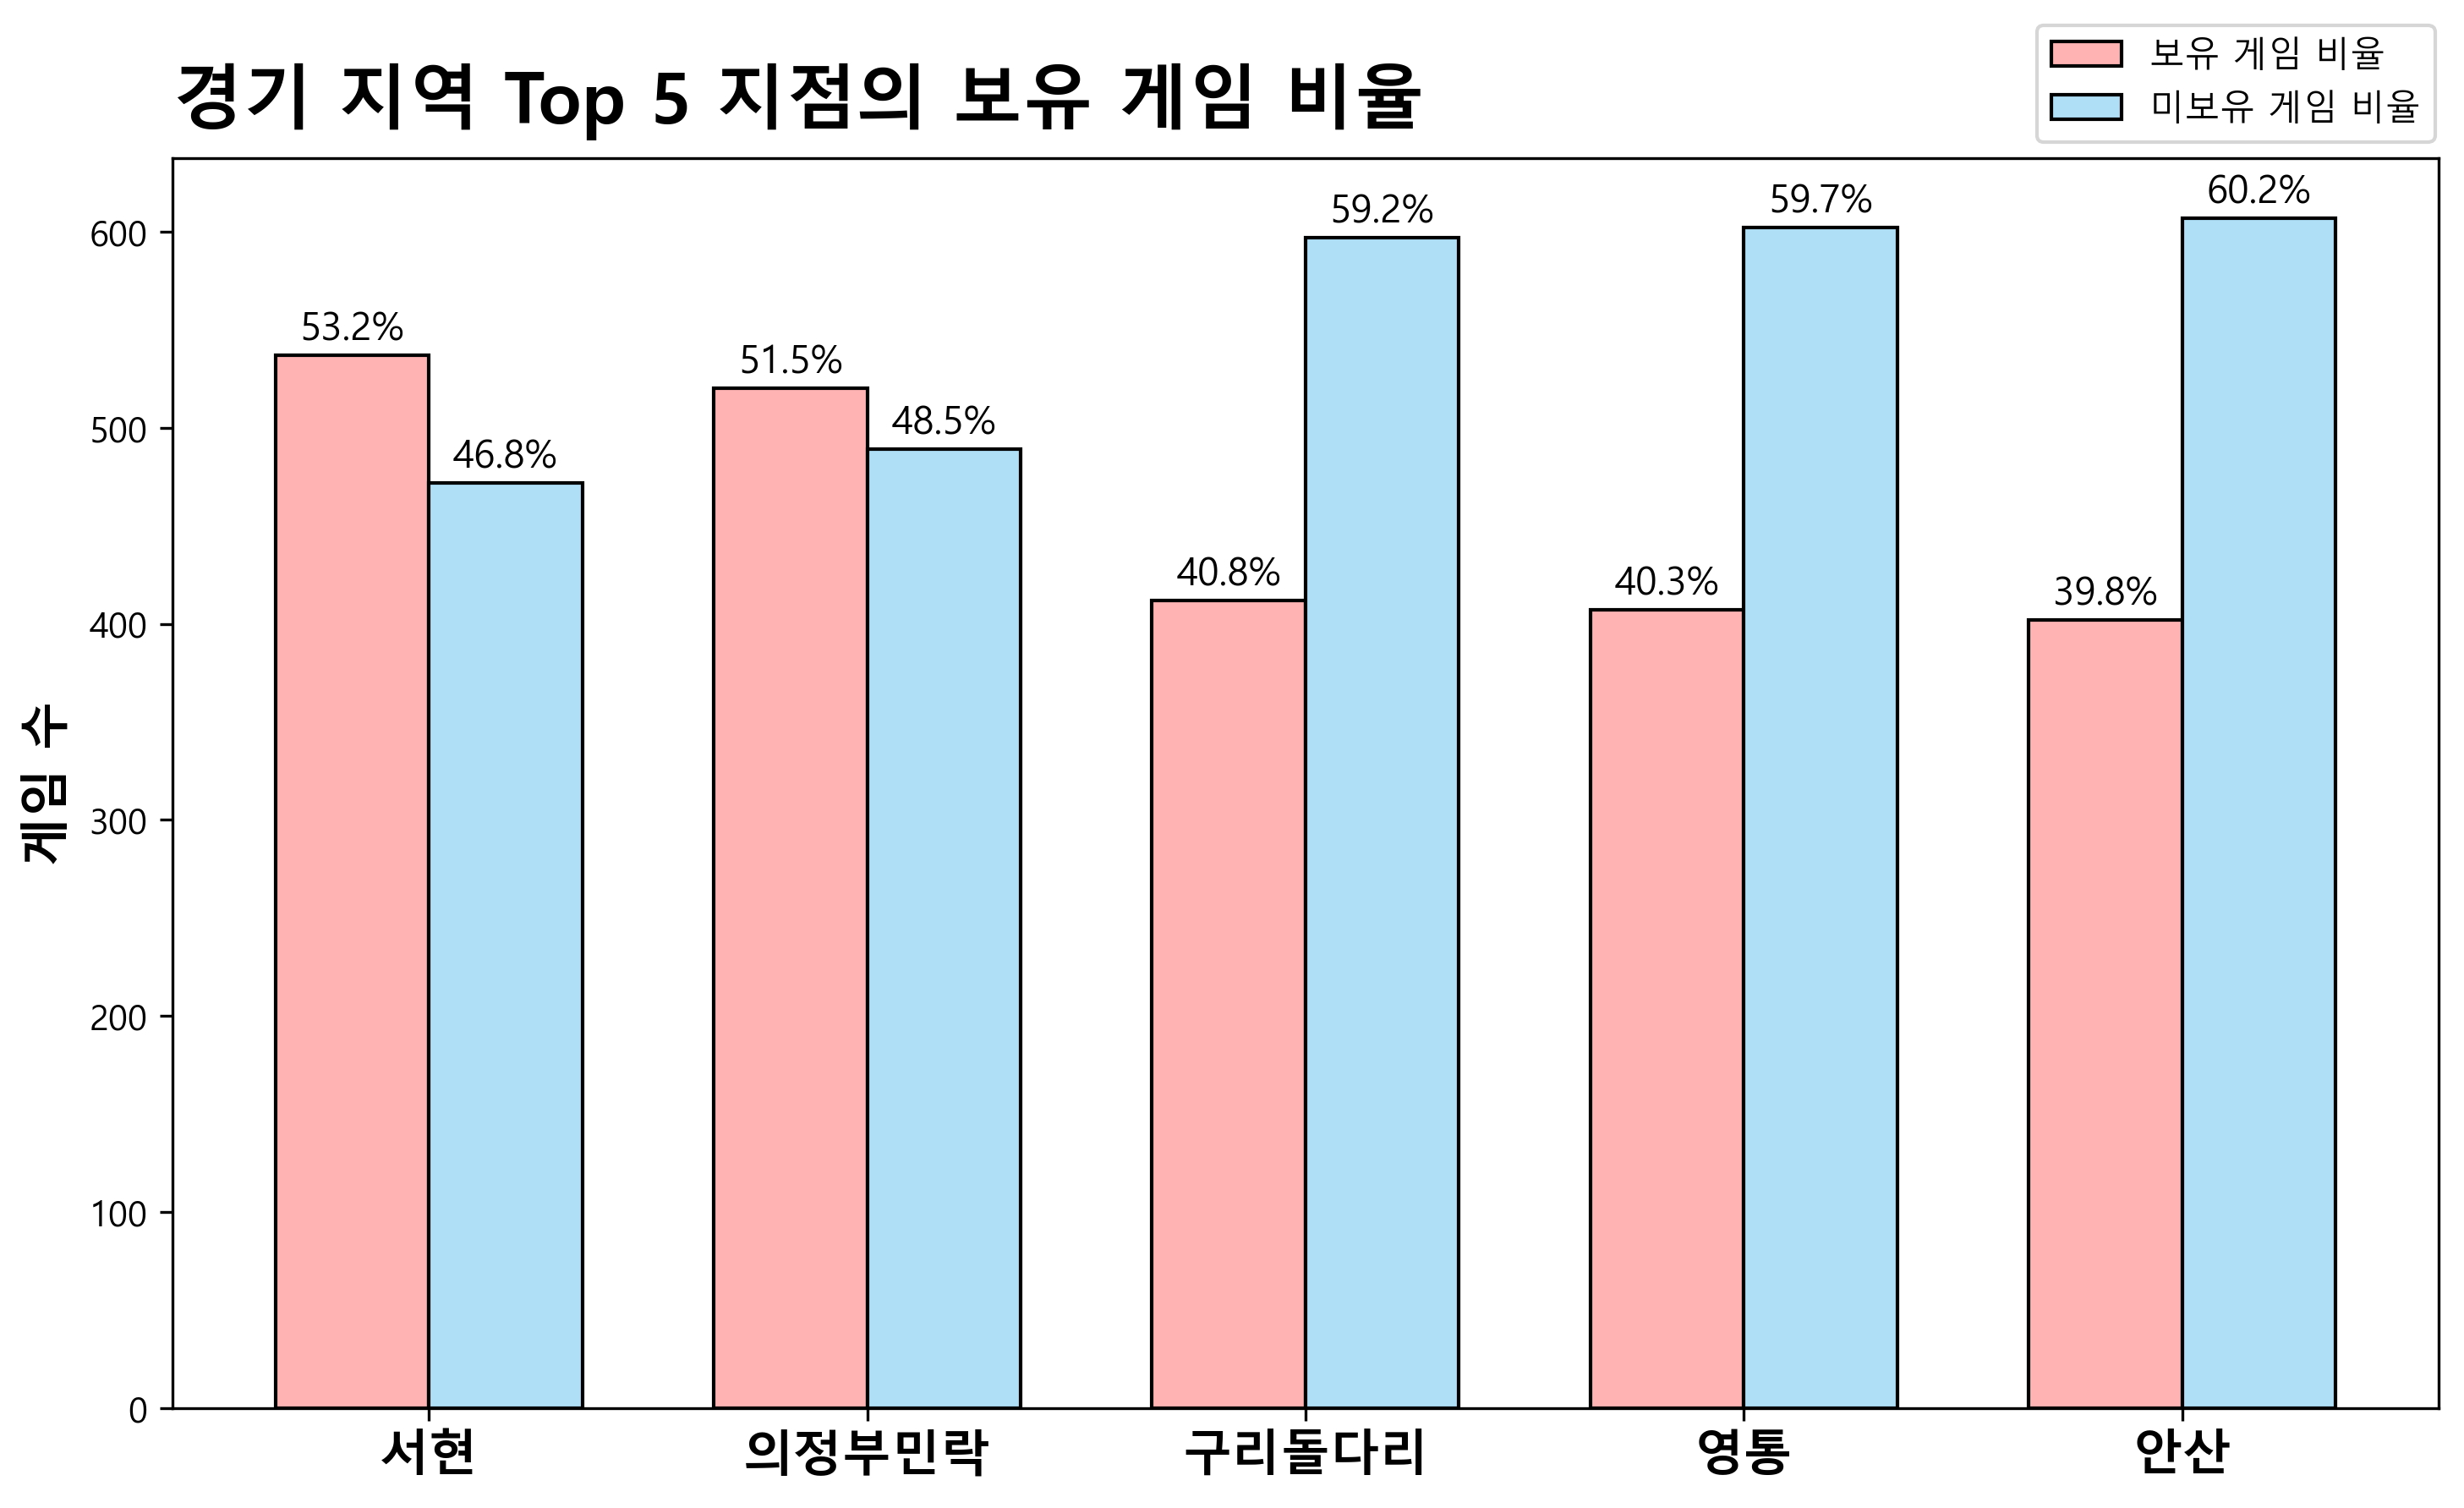 경기 지역 Top 5 지점의 보유 게임 비율
보유 게임 비율
미보유 게임 비율
게임 수
600
500
400
300
200
100
0
53.2%
46.8%
51.5%
48.5%
40.8%
59.2%
40.3%
59.7%
39.8%
60.2%
서현
의정부민락
구리돌다리
영통
안산